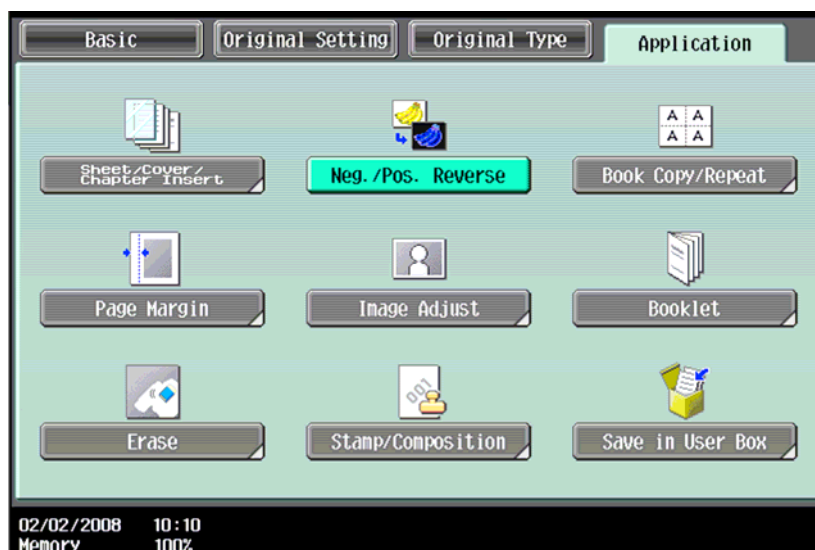 Basic
Original Setting
Original Type
Application
Sheet/Cover/
Chapter Insert
Neg./Pos. Reverse
A A
A A
Book Copy/Repeat
Page Margin
Image Adjust
Booklet
Erase
001
Stamp/Composition
Save in User Box
02/02/2008 10:10
Memory 100%